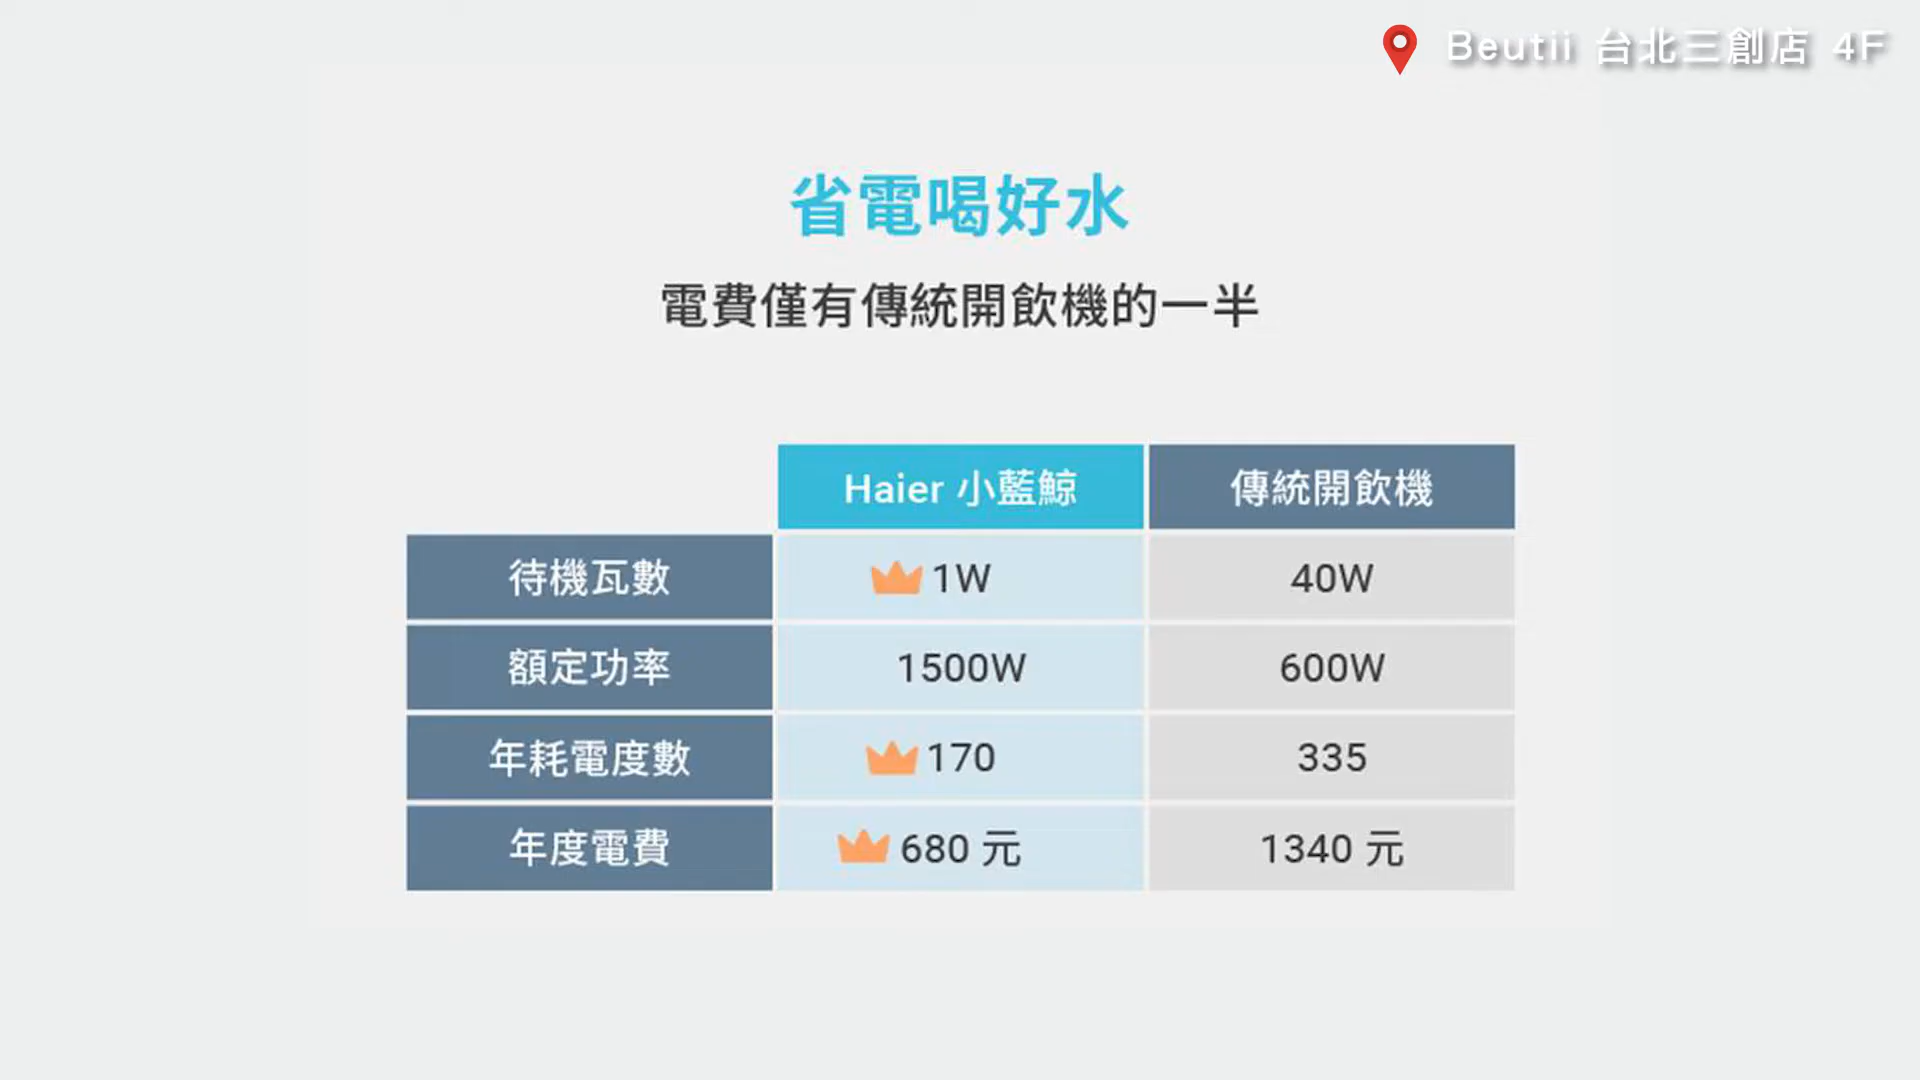 Beutii 台北三創店 4F
省電喝好水
電費僅有傳統開飲機的一半
Haier 小藍鯨 傳統開飲機
待機瓦數 1W 40W
額定功率 1500W 600W
年耗電度數 170 335
年度電費 680 元 1340 元